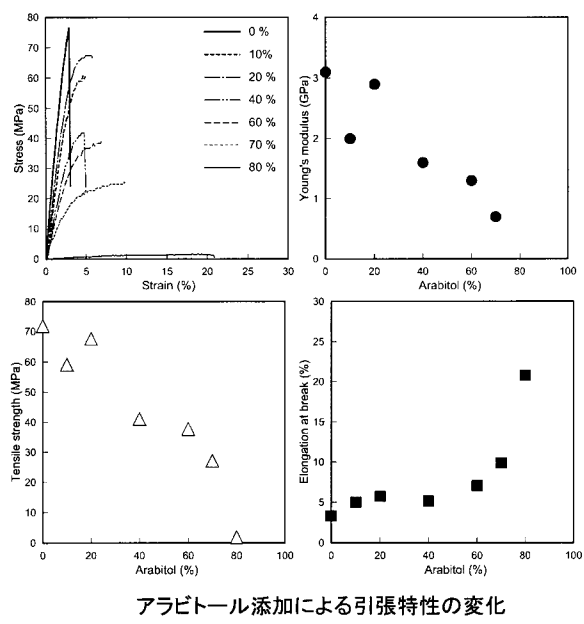 80
70
60
50
40
30
20
10
0
Stress (MPa)
0 5 10 15 20 25 30
Strain (%)
0 %
10%
20 %
40 %
60 %
70 %
80 %
4
3
2
1
0
Young's modulus (GPa)
0 20 40 60 80 100
Arabitol (%)
80
70
60
50
40
30
20
10
0
Tensile strength (MPa)
0 20 40 60 80 100
Arabitol (%)
30
25
20
15
10
5
0
Elongation at break (%)
0 20 40 60 80 100
Arabitol (%)
アラビトール添加による引張特性の変化